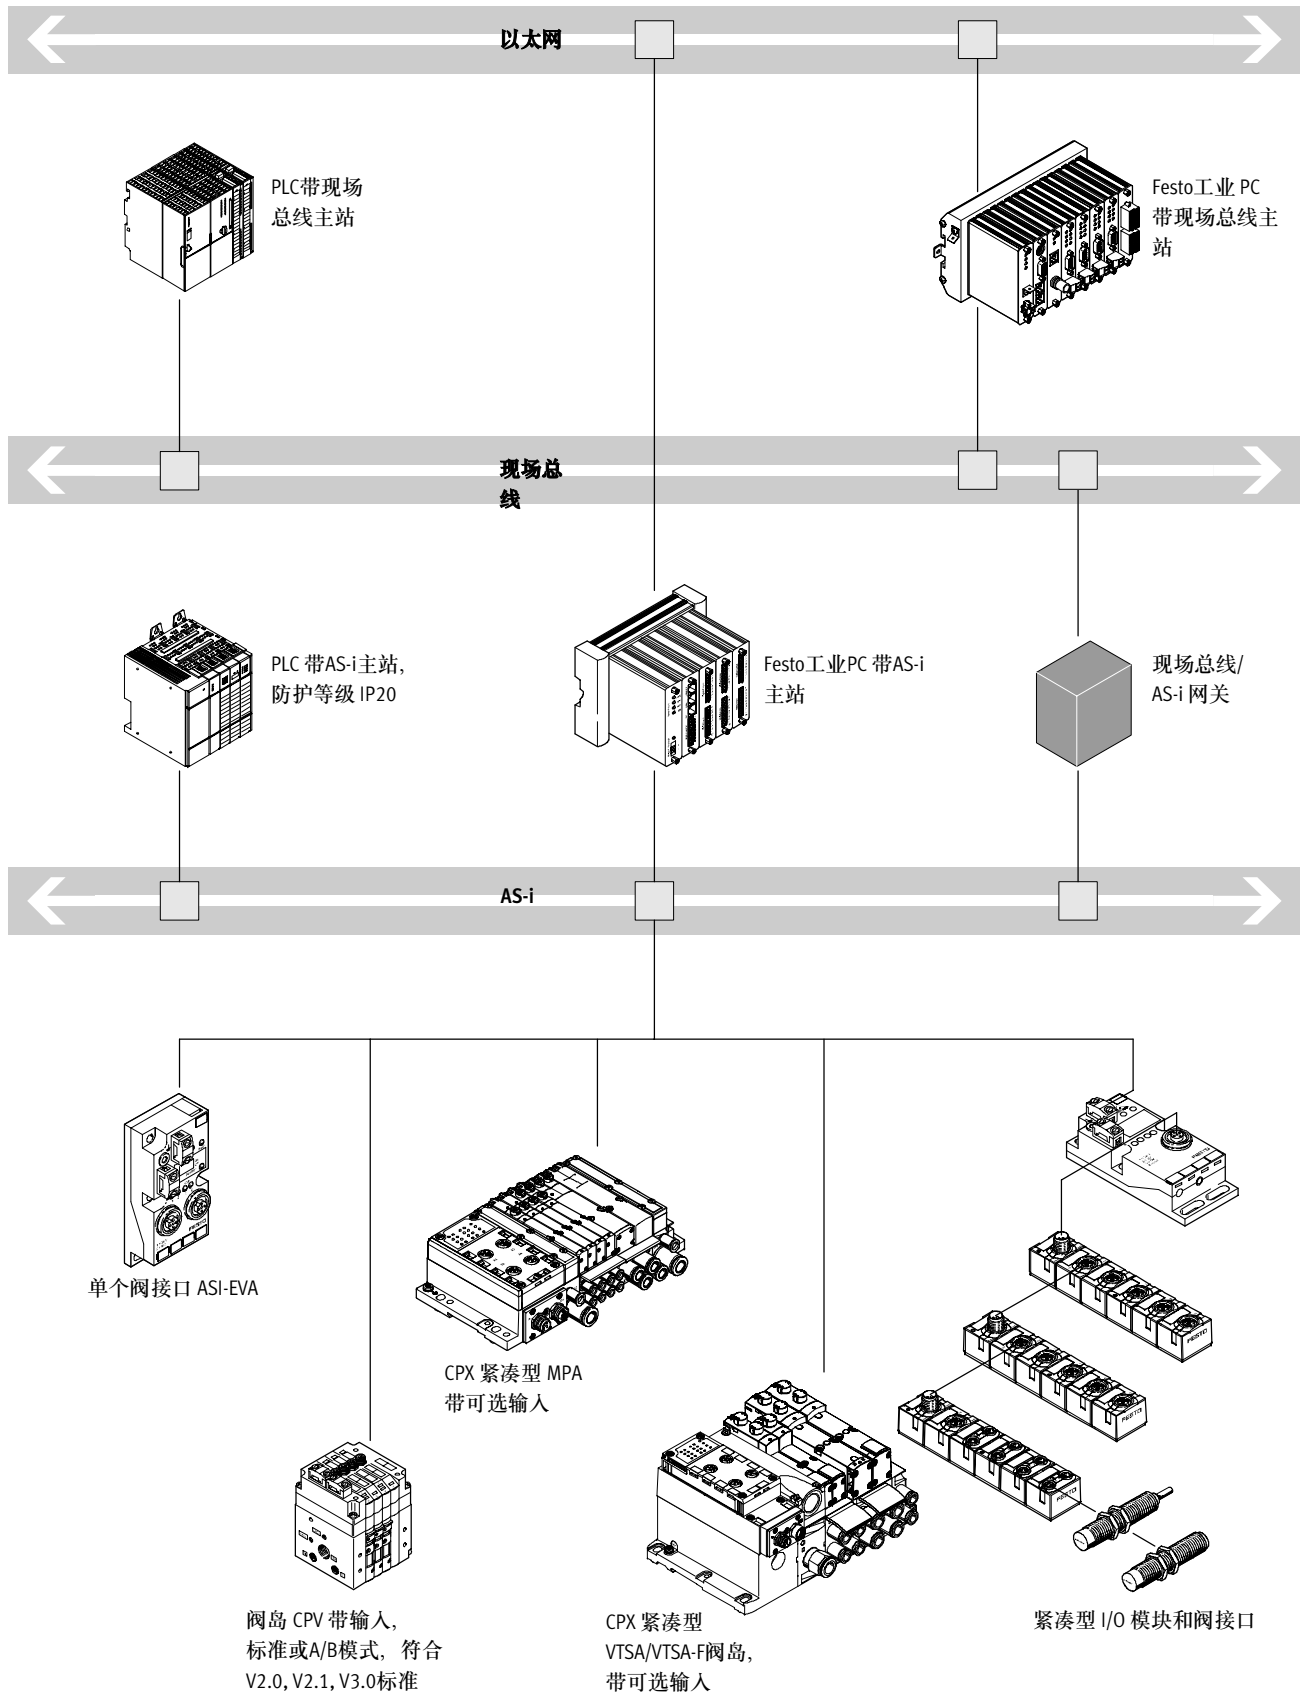 以太网
PLC带现场
总线主站
Festo工业 PC
带现场总线主
站
现场总
线
PLC 带AS-i主站,
防护等级 IP20
Festo工业PC 带AS-i
主站
现场总线/
AS-i 网关
AS-i
单个阀接口 ASI-EVA
CPX 紧凑型 MPA
带可选输入
阀岛 CPV 带输入,
标准或A/B模式, 符合
V2.0, V2.1, V3.0标准
CPX 紧凑型
VTSA/VTSA-F阀岛,
带可选输入
FESTO
FESTO
FESTO
FESTO
FESTO
紧凑型 I/O 模块和阀接口